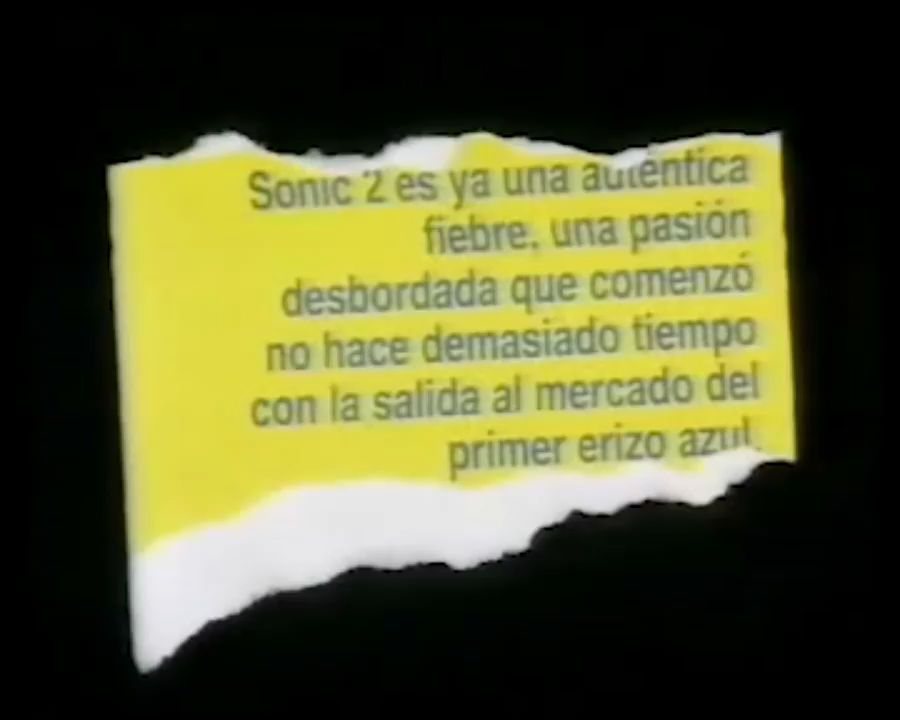 Sonic 2 es ya una auténtica
fiebre, una pasión
desbordada que comenzó
no hace demasiado tiempo
con la salida al mercado del
primer erizo azul.